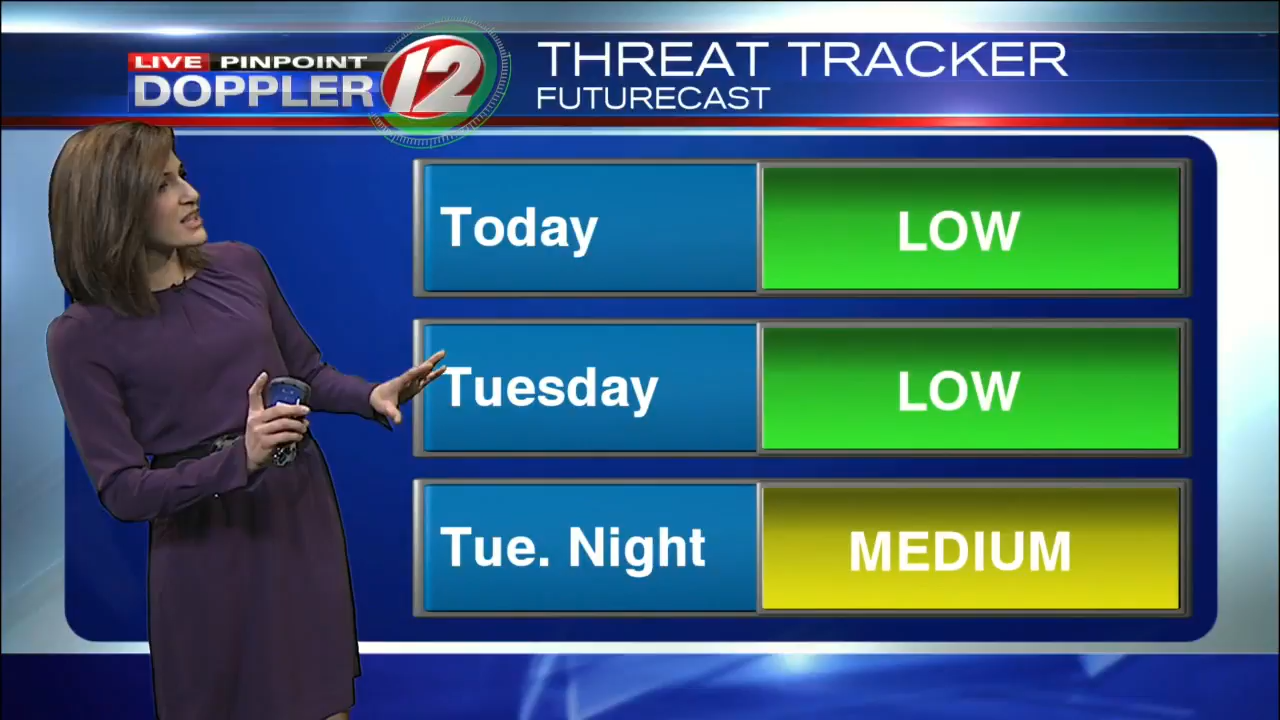 LIVE PINPOINT
DOPPLER 12
THREAT TRACKER
FUTURECAST
Today LOW
Tuesday LOW
Tue. Night MEDIUM